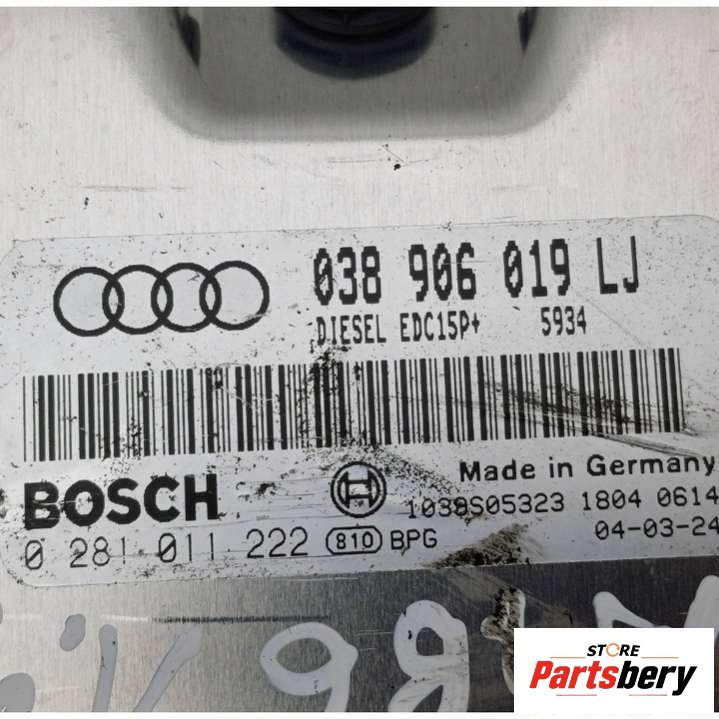 038 906 019 LJ
DIESEL EDC15P+ 5934
Made in Germany
BOSCH
1039S05323 1804 0614
0 281 011 222 810 BPG
04-03-24
STORE
Partsbery